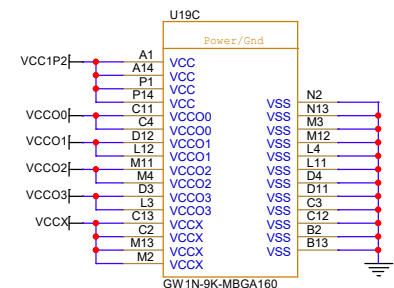 U19C
Power/Gnd
VCC1P2 A1 VCC
A14 VCC
P1 VCC
P14 VCC N2 VSS
VCCO0 C11 VCCO0 N13 VSS
C4 VCCO0 M3 VSS
VCCO1 D12 VCCO1 M12 VSS
L12 VCCO1 L4 VSS
VCCO2 M11 VCCO2 L11 VSS
M4 VCCO2 D4 VSS
VCCO3 D3 VCCO3 D11 VSS
L3 VCCO3 C3 VSS
VCCX C13 VCCX C12 VSS
C2 VCCX B2 VSS
M13 VCCX B13 VSS
M2 VCCX
GW1N-9K-MBGA160